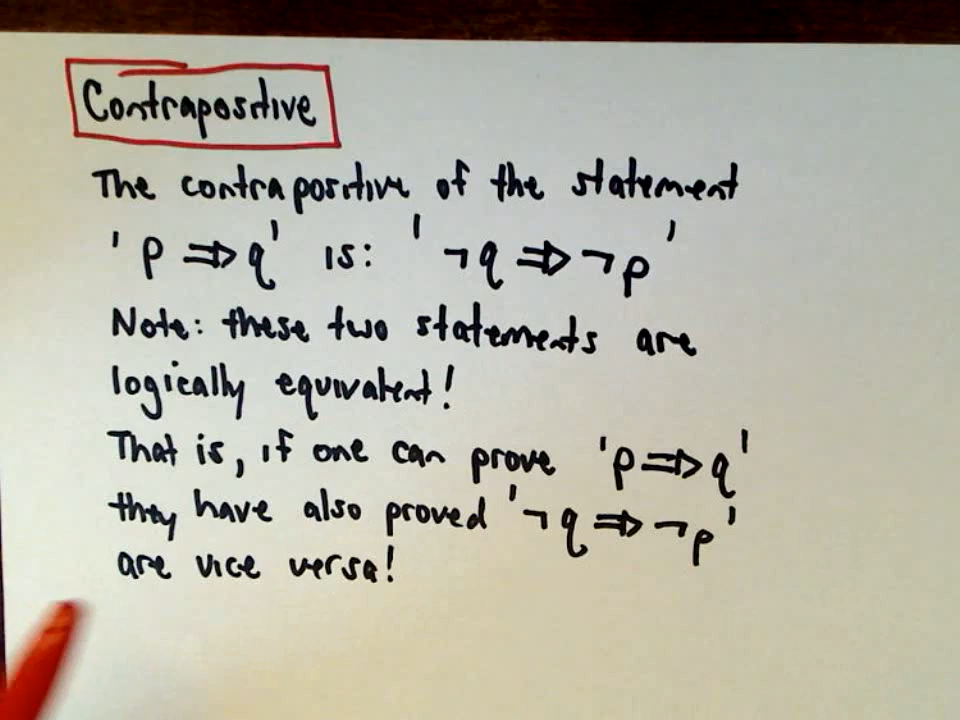 Contrapositive
The contrapositive of the statement
'p ⇒ q' is: '¬q ⇒ ¬p'
Note: these two statements are
logically equivalent!
That is, if one can prove 'p ⇒ q'
they have also proved '¬q ⇒ ¬p'
are vice versa!